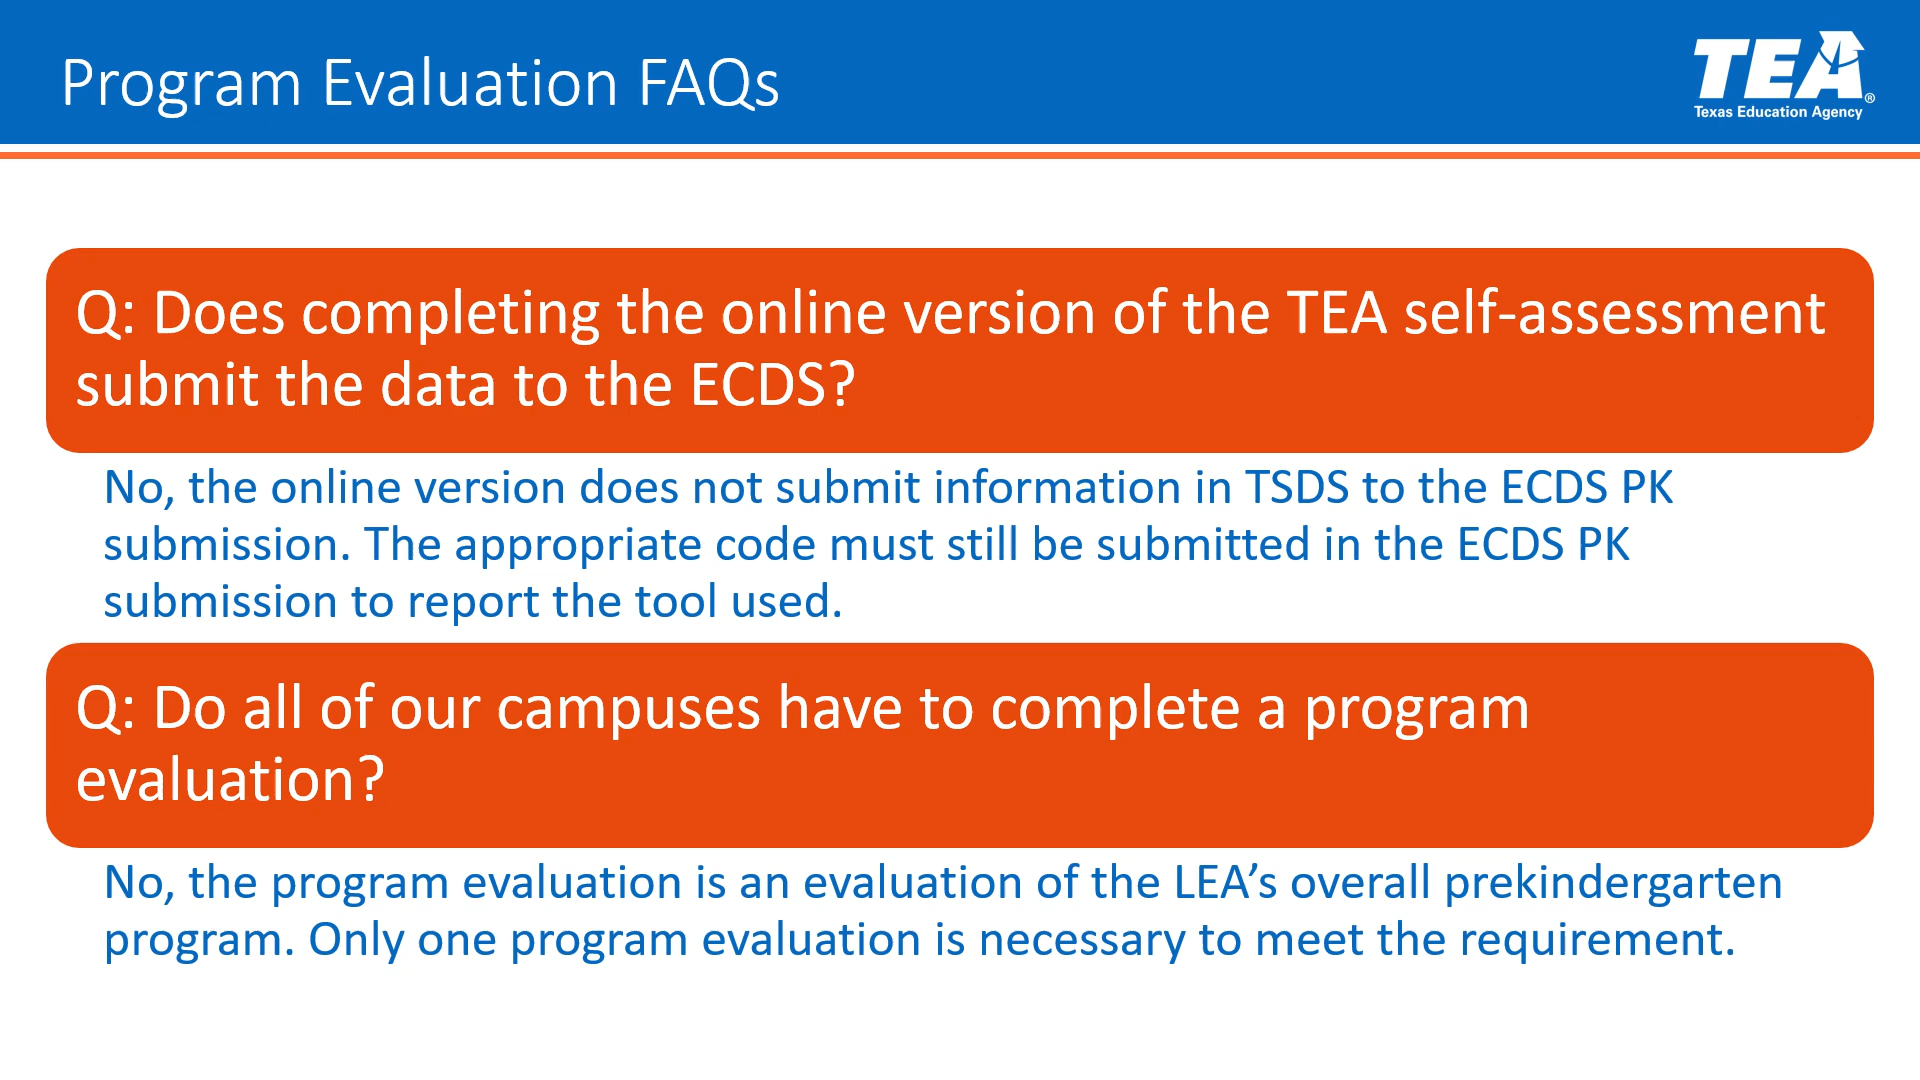 Program Evaluation FAQs
TEA®
Texas Education Agency
Q: Does completing the online version of the TEA self-assessment
submit the data to the ECDS?
No, the online version does not submit information in TSDS to the ECDS PK
submission. The appropriate code must still be submitted in the ECDS PK
submission to report the tool used.
Q: Do all of our campuses have to complete a program
evaluation?
No, the program evaluation is an evaluation of the LEA’s overall prekindergarten
program. Only one program evaluation is necessary to meet the requirement.